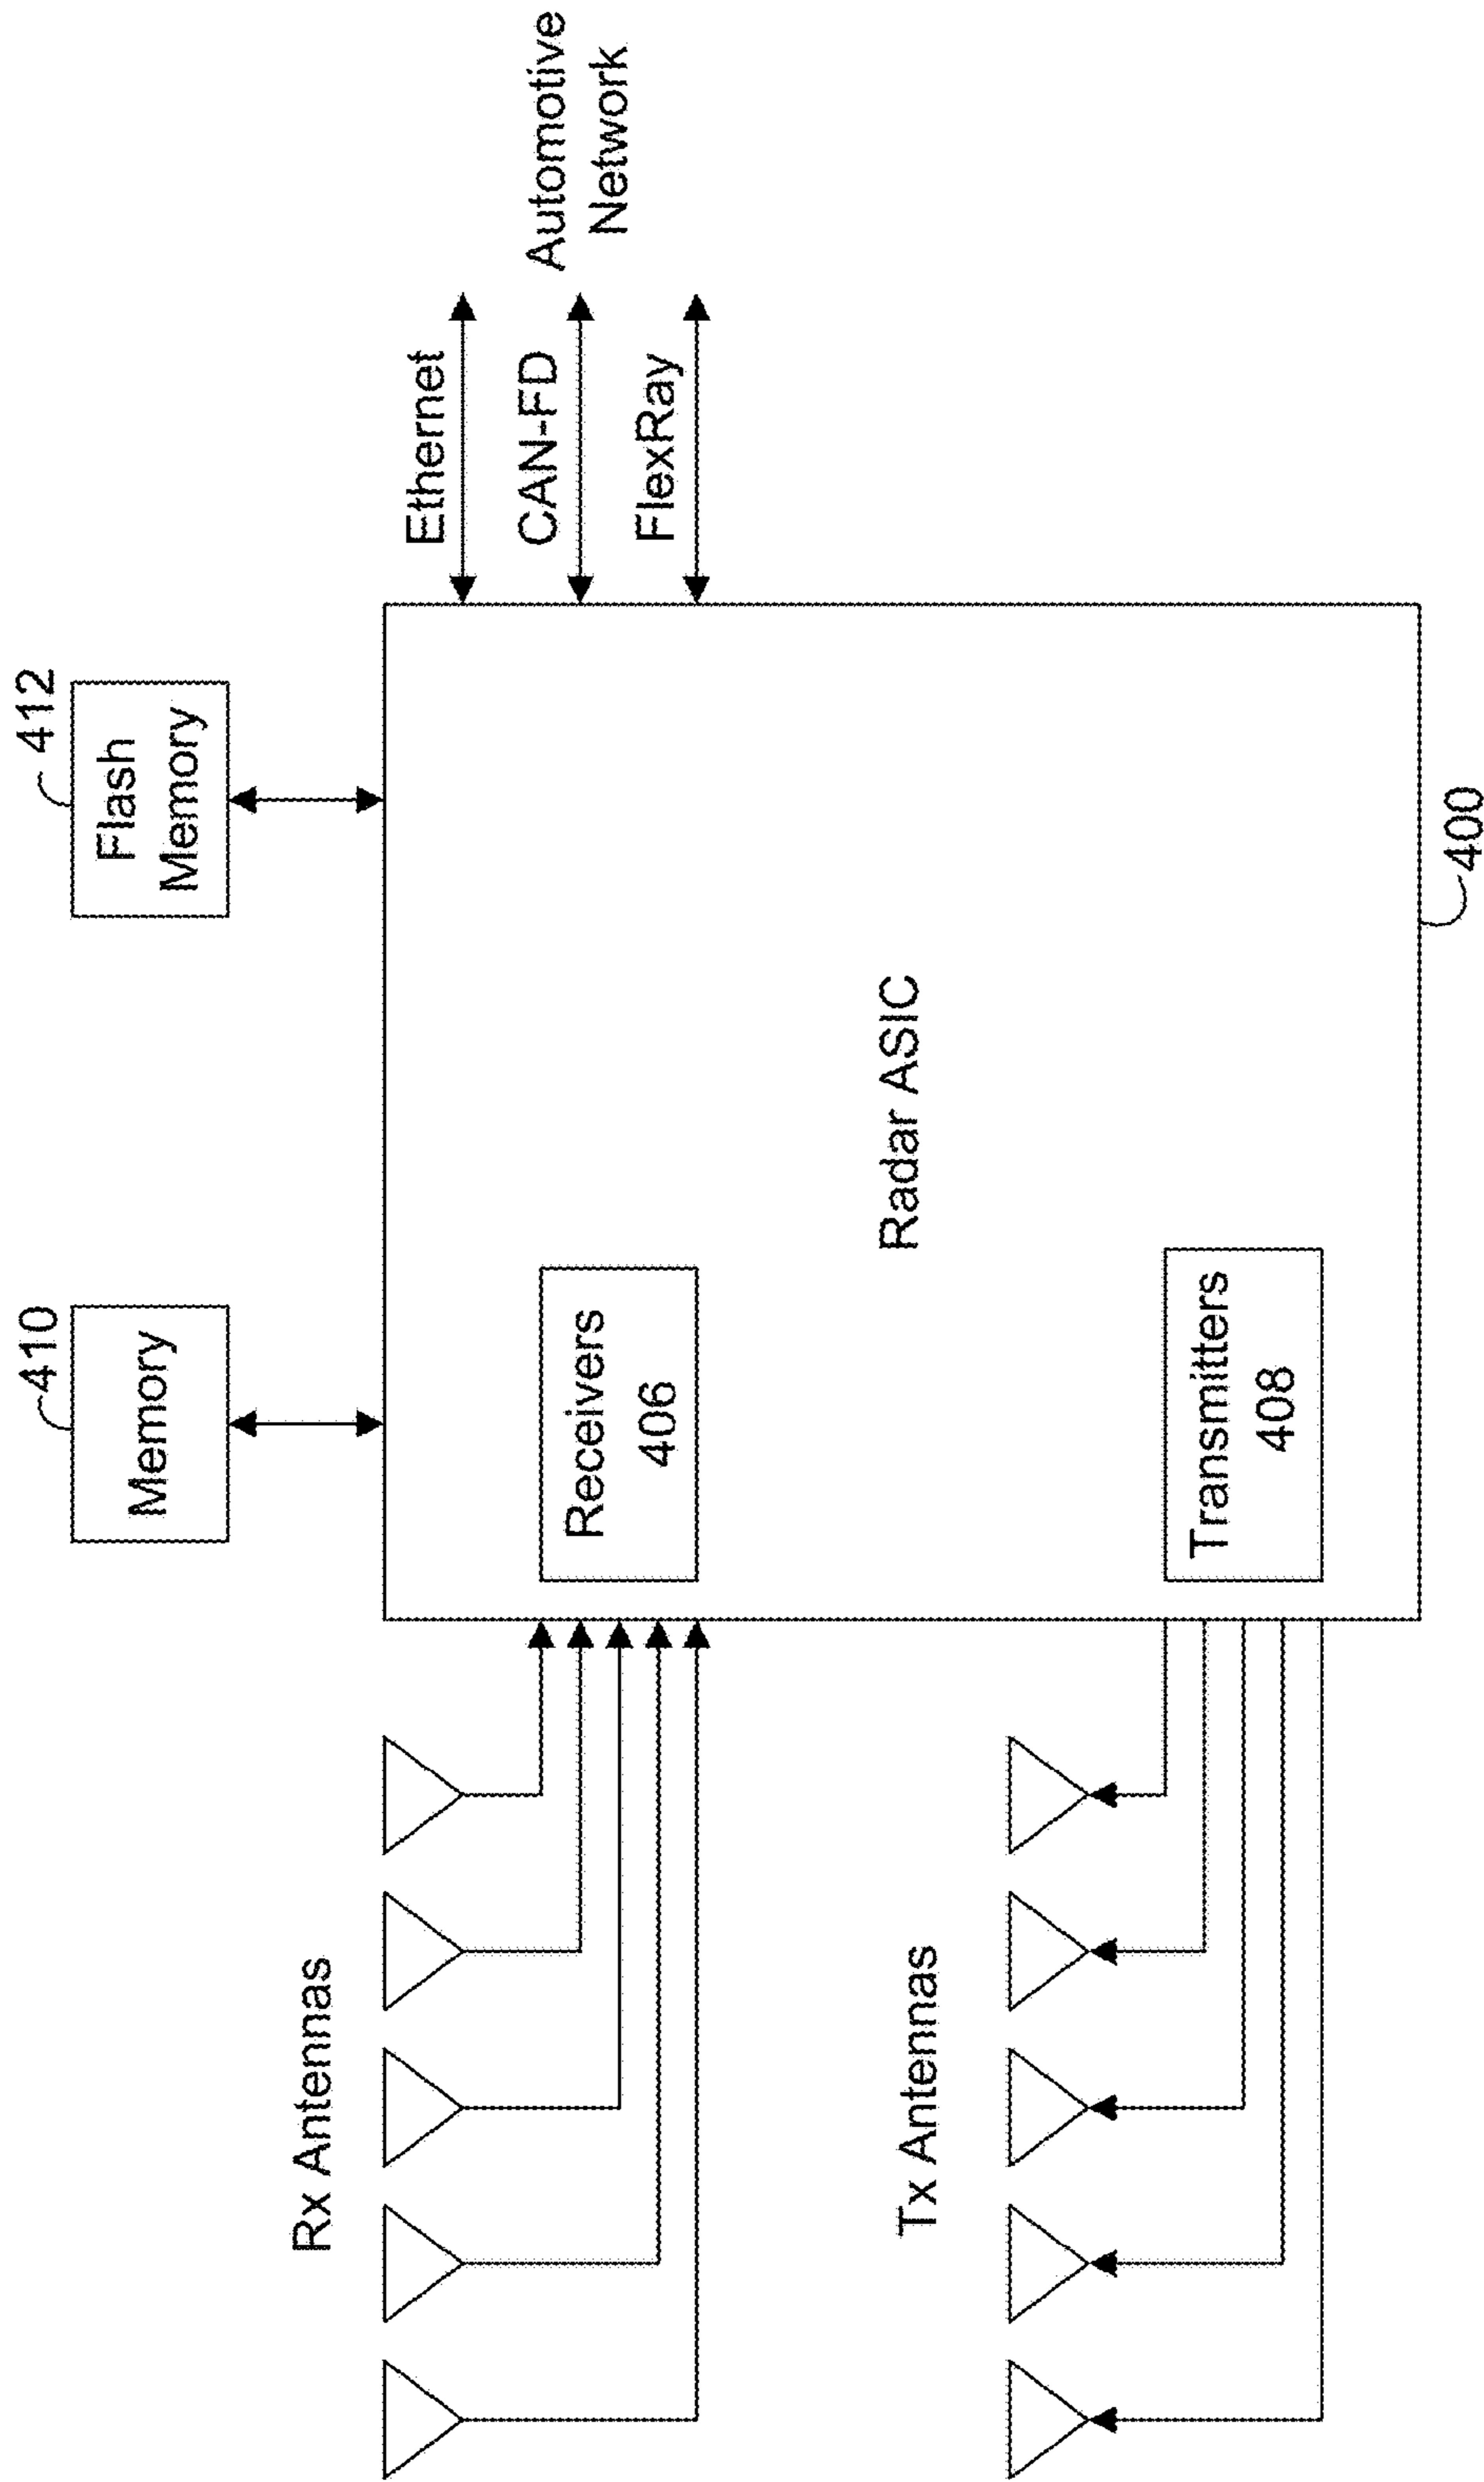 410
Memory
412
Flash
Memory
Rx Antennas
Receivers
406
Ethernet
CAN-FD
FlexRay
Automotive
Network
Radar ASIC
Tx Antennas
Transmitters
408
400